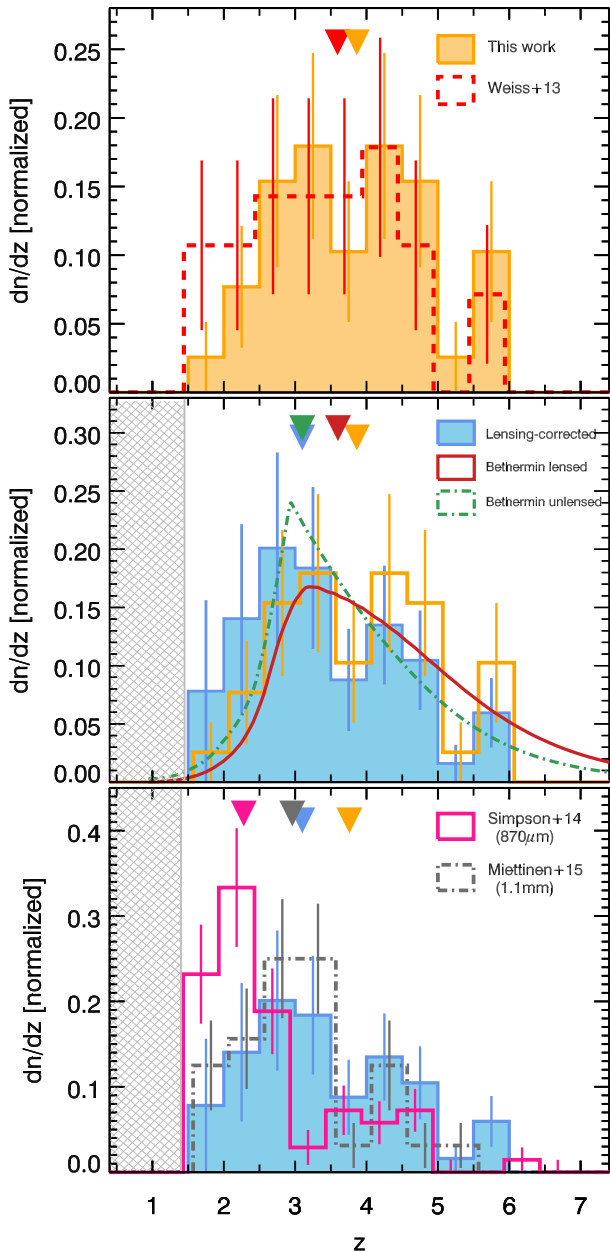 0.25
0.20
0.15
0.10
0.05
0.00
dn/dz [normalized]
This work
Weiss+13
0.30
0.25
0.20
0.15
0.10
0.05
0.00
dn/dz [normalized]
Lensing-corrected
Bethermin lensed
Bethermin unlensed
0.4
0.3
0.2
0.1
0.0
dn/dz [normalized]
Simpson+14
(870μm)
Miettinen+15
(1.1mm)
1 2 3 4 5 6 7
z